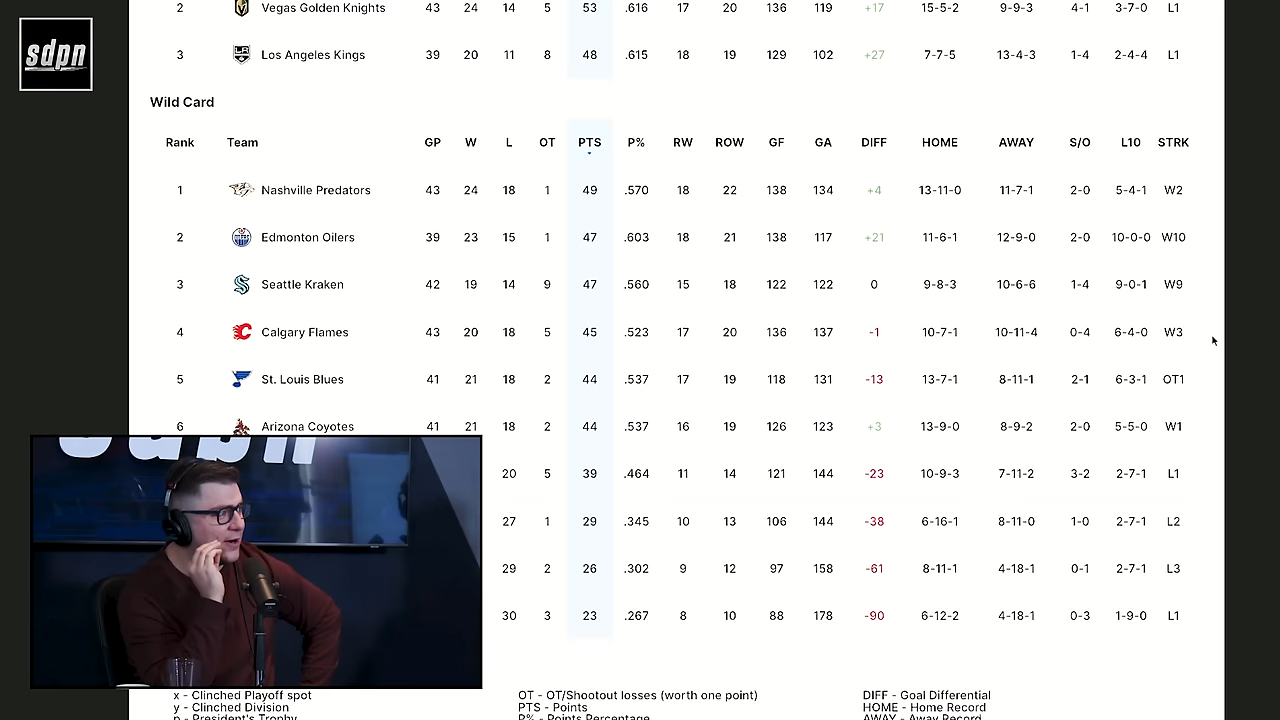 2 Vegas Golden Knights 43 24 14 5 53 .616 17 20 136 119 +17 15-5-2 9-9-3 4-1 3-7-0 L1
sdpn
3 Los Angeles Kings 39 20 11 8 48 .615 18 19 129 102 +27 7-7-5 13-4-3 1-4 2-4-4 L1
Wild Card
Rank Team GP W L OT PTS P% RW ROW GF GA DIFF HOME AWAY S/O L10 STRK
1 Nashville Predators 43 24 18 1 49 .570 18 22 138 134 +4 13-11-0 11-7-1 2-0 5-4-1 W2
2 Edmonton Oilers 39 23 15 1 47 .603 18 21 138 117 +21 11-6-1 12-9-0 2-0 10-0-0 W10
3 Seattle Kraken 42 19 14 9 47 .560 15 18 122 122 0 9-8-3 10-6-6 1-4 9-0-1 W9
4 Calgary Flames 43 20 18 5 45 .523 17 20 136 137 -1 10-7-1 10-11-4 0-4 6-4-0 W3
5 St. Louis Blues 41 21 18 2 44 .537 17 19 118 131 -13 13-7-1 8-11-1 2-1 6-3-1 OT1
6 Arizona Coyotes 41 21 18 2 44 .537 16 19 126 123 +3 13-9-0 8-9-2 2-0 5-5-0 W1
20 5 39 .464 11 14 121 144 -23 10-9-3 7-11-2 3-2 2-7-1 L1
27 1 29 .345 10 13 106 144 -38 6-16-1 8-11-0 1-0 2-7-1 L2
29 2 26 .302 9 12 97 158 -61 8-11-1 4-18-1 0-1 2-7-1 L3
30 3 23 .267 8 10 88 178 -90 6-12-2 4-18-1 0-3 1-9-0 L1
x - Clinched Playoff spot OT - OT/Shootout losses (worth one point) DIFF - Goal Differential
y - Clinched Division PTS - Points HOME - Home Record
p - President's Trophy P% - Points Percentage AWAY - Away Record